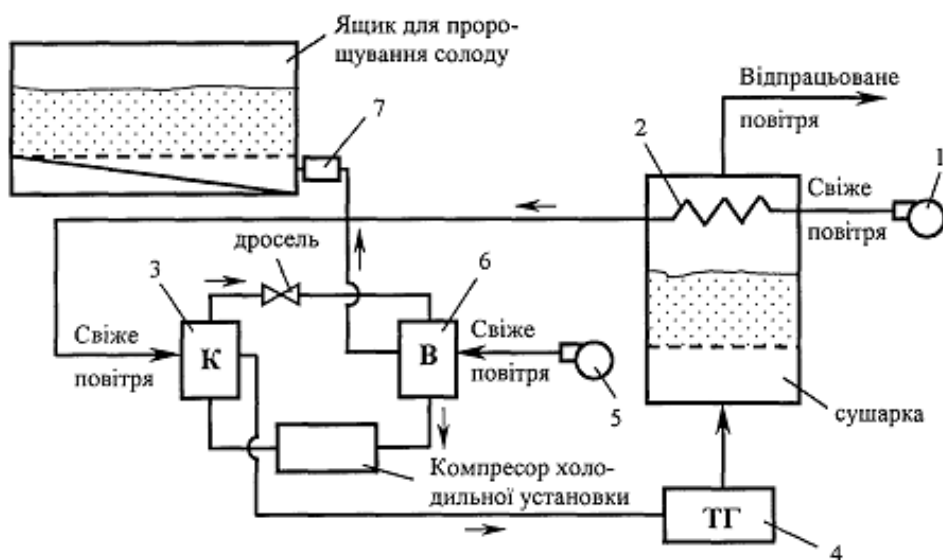 Ящик для проро-
щування солоду
7
Відпрацьоване
повітря
2
Свіже
повітря
1
дросель
3
6
Свіже
повітря
К
В
Свіже
повітря
5
сушарка
Компресор холо-
дильної установки
ТГ
4